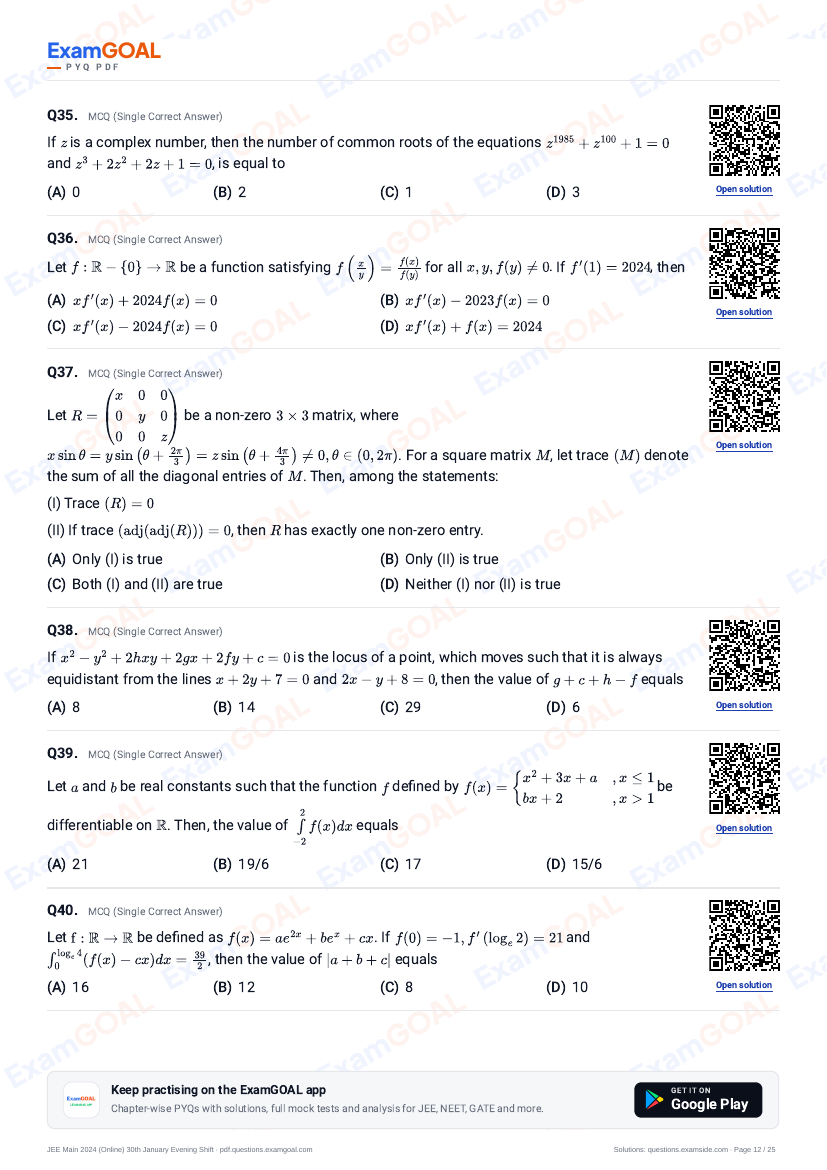 ExamGOAL
PYQ PDF
Q35. MCQ (Single Correct Answer)
If z is a complex number, then the number of common roots of the equations z^1985 + z^100 + 1 = 0
and z^3 + 2z^2 + 2z + 1 = 0, is equal to
(A) 0 (B) 2 (C) 1 (D) 3
Open solution
Q36. MCQ (Single Correct Answer)
Let f : ℝ − {0} → ℝ be a function satisfying f(x/y) = f(x)/f(y) for all x, y, f(y) ≠ 0. If f′(1) = 2024, then
(A) xf′(x) + 2024f(x) = 0 (B) xf′(x) − 2023f(x) = 0
(C) xf′(x) − 2024f(x) = 0 (D) xf′(x) + f(x) = 2024
Open solution
Q37. MCQ (Single Correct Answer)
Let R = (x 0 0
0 y 0
0 0 z) be a non-zero 3 × 3 matrix, where
x sin θ = y sin (θ + 2π/3) = z sin (θ + 4π/3) ≠ 0, θ ∈ (0, 2π). For a square matrix M, let trace (M) denote
the sum of all the diagonal entries of M. Then, among the statements:
(I) Trace (R) = 0
(II) If trace (adj(adj(R))) = 0, then R has exactly one non-zero entry.
(A) Only (I) is true (B) Only (II) is true
(C) Both (I) and (II) are true (D) Neither (I) nor (II) is true
Open solution
Q38. MCQ (Single Correct Answer)
If x^2 − y^2 + 2hxy + 2gx + 2fy + c = 0 is the locus of a point, which moves such that it is always
equidistant from the lines x + 2y + 7 = 0 and 2x − y + 8 = 0, then the value of g + c + h − f equals
(A) 8 (B) 14 (C) 29 (D) 6
Open solution
Q39. MCQ (Single Correct Answer)
Let a and b be real constants such that the function f defined by f(x) = {x^2 + 3x + a , x ≤ 1
bx + 2 , x > 1 be
differentiable on ℝ. Then, the value of ∫_{−2}^{2} f(x)dx equals
(A) 21 (B) 19/6 (C) 17 (D) 15/6
Open solution
Q40. MCQ (Single Correct Answer)
Let f : ℝ → ℝ be defined as f(x) = ae^{2x} + be^x + cx. If f(0) = −1, f′ (log_e 2) = 21 and
∫_0^{log_e 4} (f(x) − cx)dx = 39/2, then the value of |a + b + c| equals
(A) 16 (B) 12 (C) 8 (D) 10
Open solution
ExamGOAL
Keep practising on the ExamGOAL app
Chapter-wise PYQs with solutions, full mock tests and analysis for JEE, NEET, GATE and more.
GET IT ON
Google Play
JEE Main 2024 (Online) 30th January Evening Shift · pdf.questions.examgoal.com
Solutions: questions.examside.com · Page 12 / 25